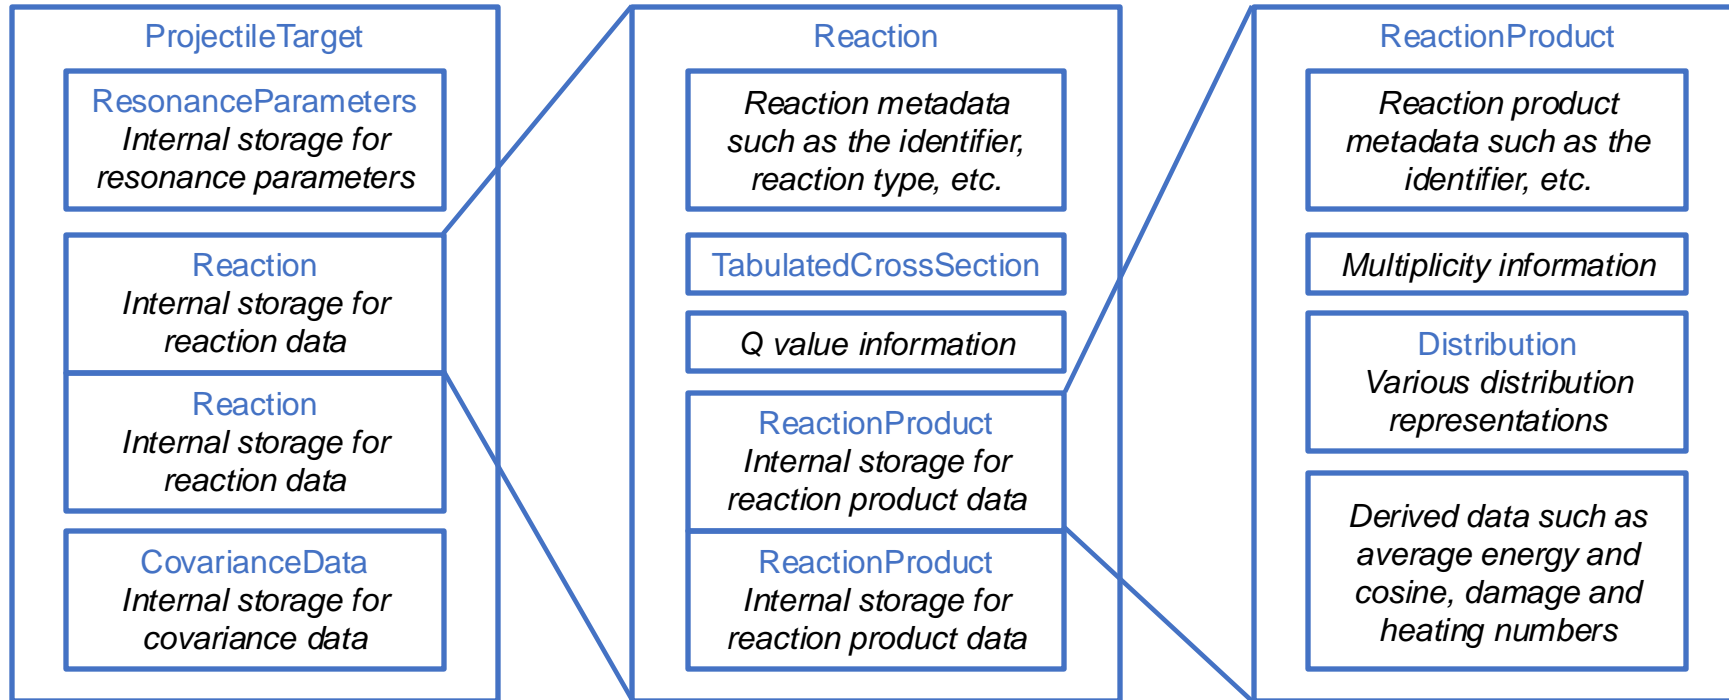 ProjectileTarget
ResonanceParameters
Internal storage for
resonance parameters
Reaction
Internal storage for
reaction data
Reaction
Internal storage for
reaction data
CovarianceData
Internal storage for
covariance data
Reaction
Reaction metadata
such as the identifier,
reaction type, etc.
TabulatedCrossSection
Q value information
ReactionProduct
Internal storage for
reaction product data
ReactionProduct
Internal storage for
reaction product data
ReactionProduct
Reaction product
metadata such as the
identifier, etc.
Multiplicity information
Distribution
Various distribution
representations
Derived data such as
average energy and
cosine, damage and
heating numbers